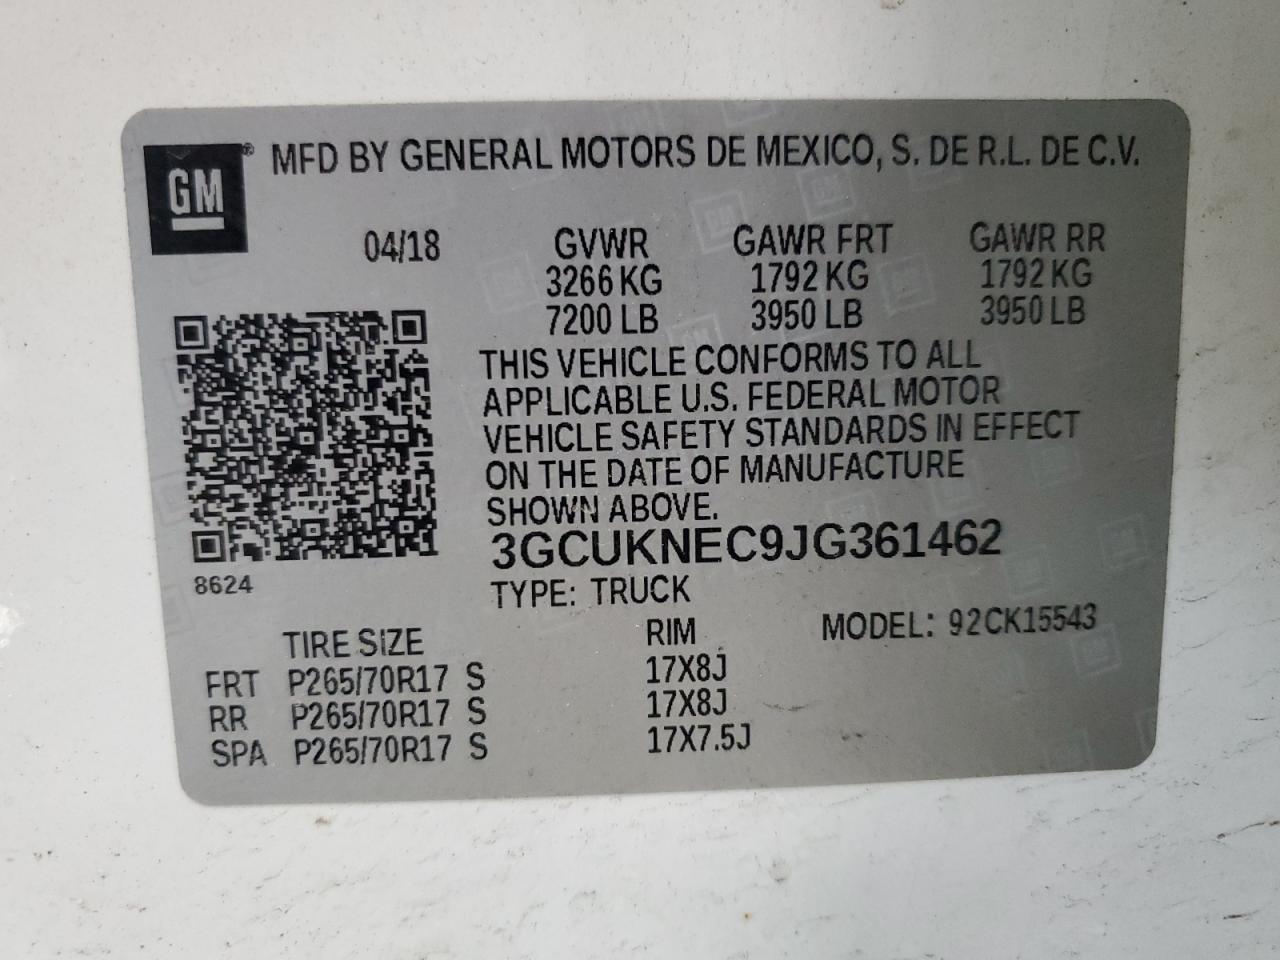 GM® MFD BY GENERAL MOTORS DE MEXICO, S. DE R.L. DE C.V.
04/18 GVWR GAWR FRT GAWR RR
3266 KG 1792 KG 1792 KG
7200 LB 3950 LB 3950 LB
THIS VEHICLE CONFORMS TO ALL
APPLICABLE U.S. FEDERAL MOTOR
VEHICLE SAFETY STANDARDS IN EFFECT
ON THE DATE OF MANUFACTURE
SHOWN ABOVE.
3GCUKNEC9JG361462
8624
TYPE: TRUCK
MODEL: 92CK15543
TIRE SIZE RIM
FRT P265/70R17 S 17X8J
RR P265/70R17 S 17X8J
SPA P265/70R17 S 17X7.5J